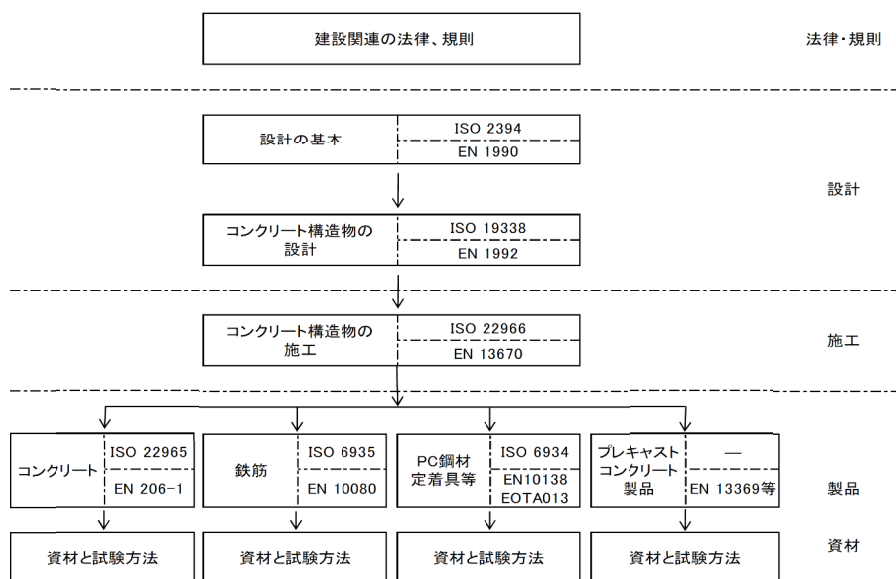 建設関連の法律、規則
法律・規則
設計の基本
ISO 2394
EN 1990
設計
コンクリート構造物の
設計
ISO 19338
EN 1992
コンクリート構造物の
施工
ISO 22966
EN 13670
施工
コンクリート
ISO 22965
EN 206-1
鉄筋
ISO 6935
EN 10080
PC鋼材
定着具等
ISO 6934
EN10138
EOTA013
プレキャスト
コンクリート
製品
―
EN 13369等
製品
資材と試験方法
資材と試験方法
資材と試験方法
資材と試験方法
資材